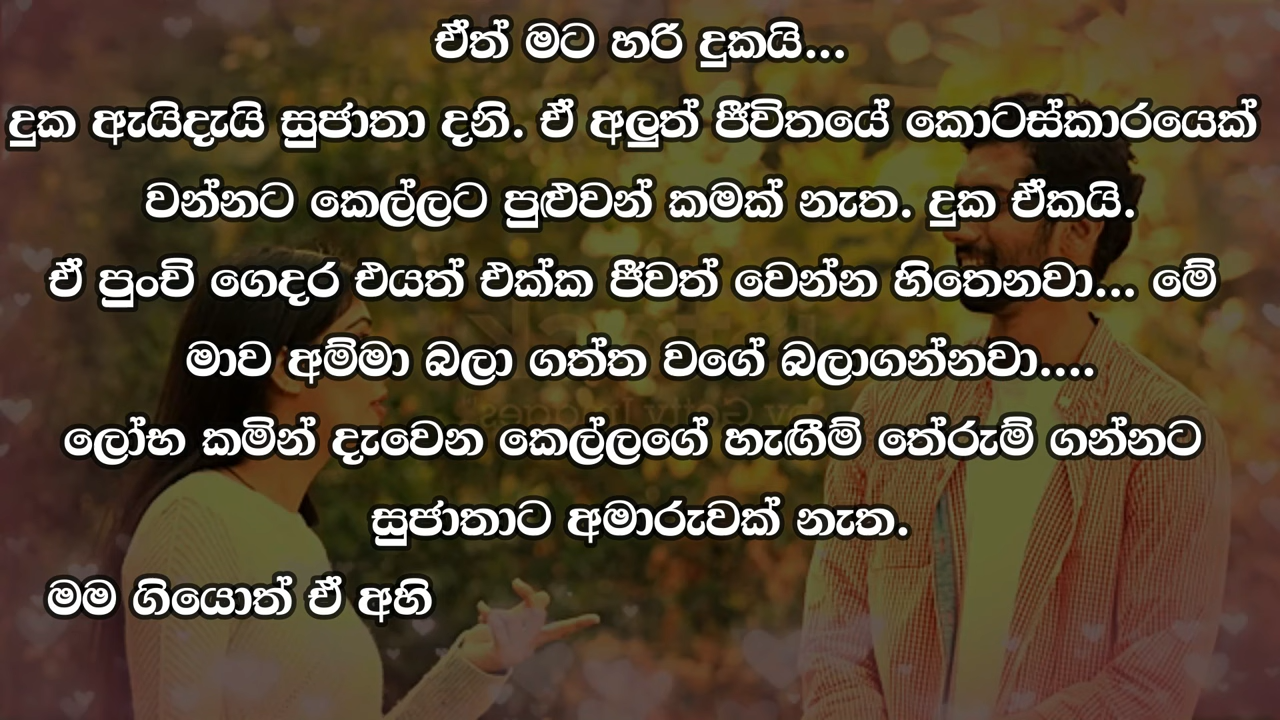 ඒත් මට හරි දුකයි...
දුක ඇයිදැයි සුජාතා දනි. ඒ අලුත් ජීවිතයේ කොටස්කාරයෙක්
වන්නට කෙල්ලට පුළුවන් කමක් නැත. දුක ඒකයි.
ඒ පුංචි ගෙදර එයත් එක්ක ජීවත් වෙන්න හිතෙනවා... මේ
මාව අම්මා බලා ගත්ත වගේ බලාගන්නවා....
ලෝභ කමින් දැවෙන කෙල්ලගේ හැඟීම් තේරුම් ගන්නට
සුජාතාට අමාරුවක් නැත.
මම ගියොත් ඒ අහි